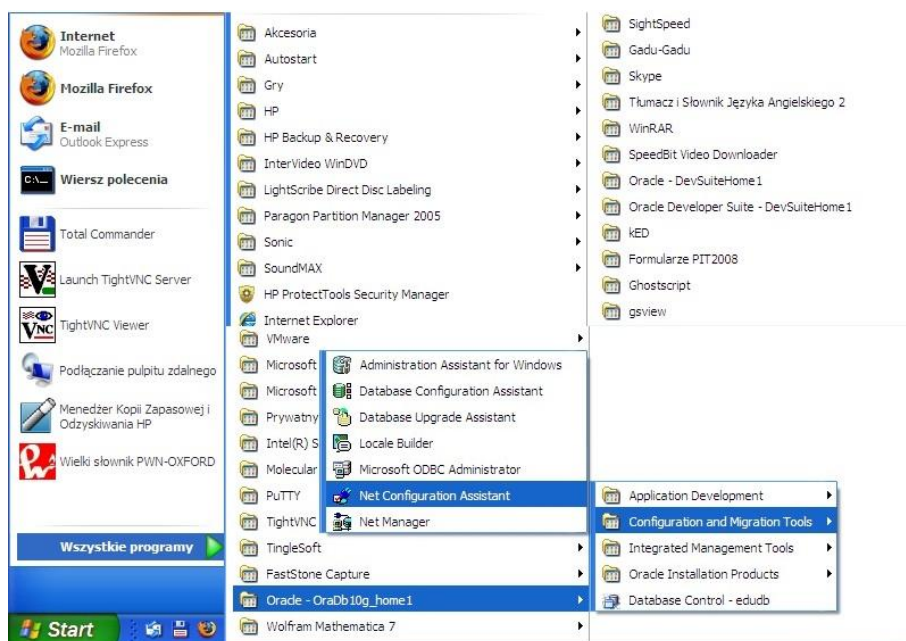 Internet
Mozilla Firefox
Mozilla Firefox
E-mail
Outlook Express
C:\_
Wiersz polecenia
Total Commander
Launch TightVNC Server
VNC
TightVNC Viewer
Podłączanie pulpitu zdalnego
Menedżer Kopii Zapasowej i
Odzyskiwania HP
Wielki słownik PWN-OXFORD
Wszystkie programy
Start
Akcesoria
Autostart
Gry
HP
HP Backup & Recovery
InterVideo WinDVD
LightScribe Direct Disc Labeling
Paragon Partition Manager 2005
Sonic
SoundMAX
HP ProtectTools Security Manager
Internet Explorer
VMware
Microsoft
Microsoft
Prywatny
Intel(R) S
Molecular
PuTTY
TightVNC
TingleSoft
FastStone Capture
Oracle - OraDb10g_home1
Wolfram Mathematica 7
SightSpeed
Gadu-Gadu
Skype
Tłumacz i Słownik Języka Angielskiego 2
WinRAR
SpeedBit Video Downloader
Oracle - DevSuiteHome1
Oracle Developer Suite - DevSuiteHome1
kED
Formularze PIT2008
Ghostscript
gsview
Administration Assistant for Windows
Database Configuration Assistant
Database Upgrade Assistant
Locale Builder
Microsoft ODBC Administrator
Net Configuration Assistant
Net Manager
Application Development
Configuration and Migration Tools
Integrated Management Tools
Oracle Installation Products
Database Control - edudb